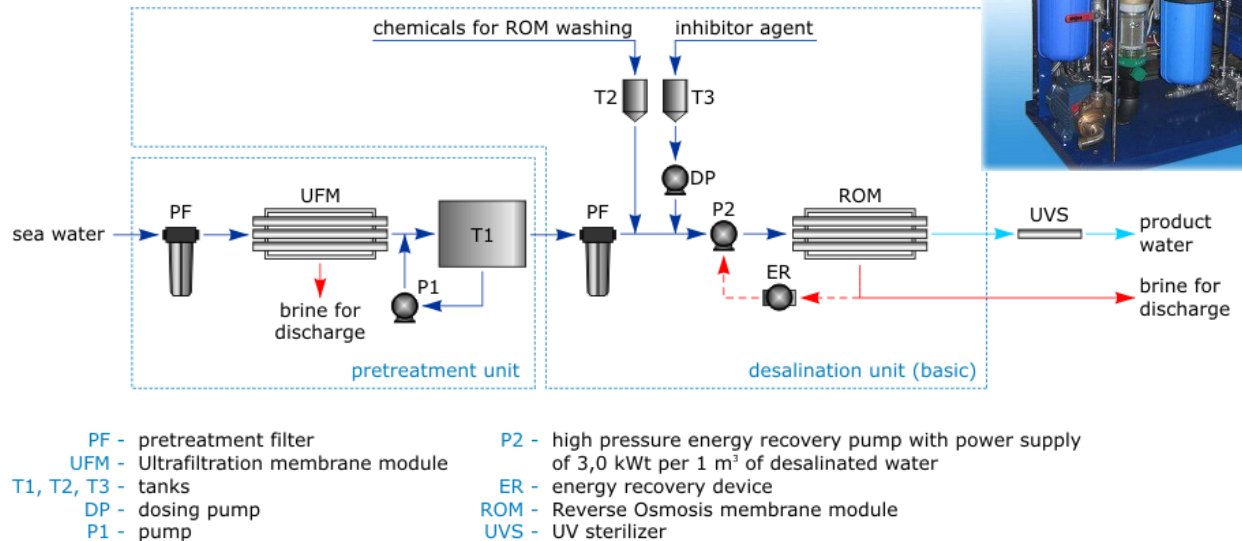 chemicals for ROM washing
inhibitor agent
T2
T3
DP
PF
UFM
T1
PF
P2
ROM
UVS
sea water
product
water
P1
ER
brine for
discharge
brine for
discharge
pretreatment unit
desalination unit (basic)
PF - pretreatment filter
UFM - Ultrafiltration membrane module
T1, T2, T3 - tanks
DP - dosing pump
P1 - pump
P2 - high pressure energy recovery pump with power supply
of 3,0 kWt per 1 m³ of desalinated water
ER - energy recovery device
ROM - Reverse Osmosis membrane module
UVS - UV sterilizer